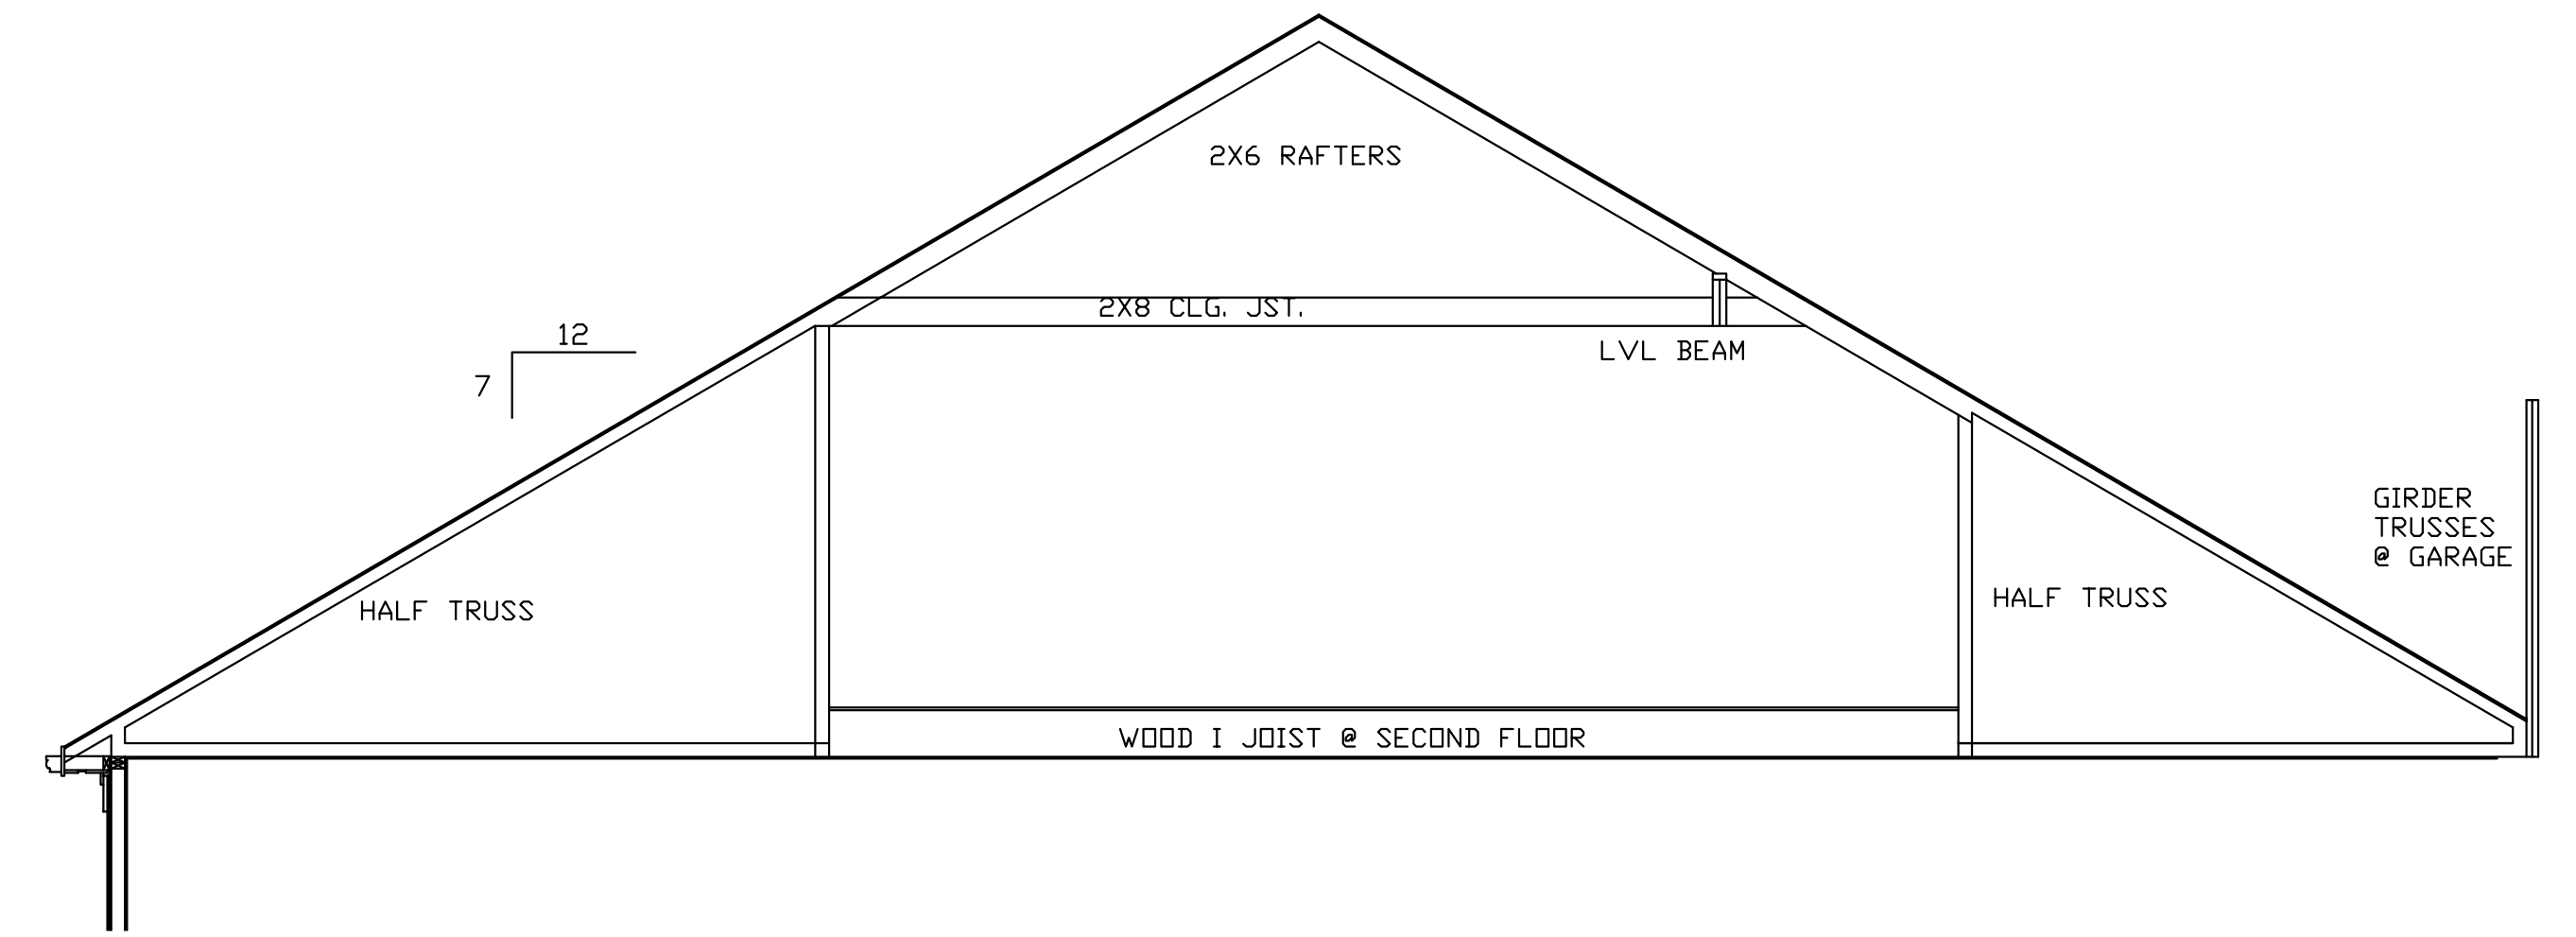 2X6 RAFTERS
2X8 CLG. JST.
12
7
LVL BEAM
GIRDER
TRUSSES
@ GARAGE
HALF TRUSS
HALF TRUSS
WOOD I JOIST @ SECOND FLOOR